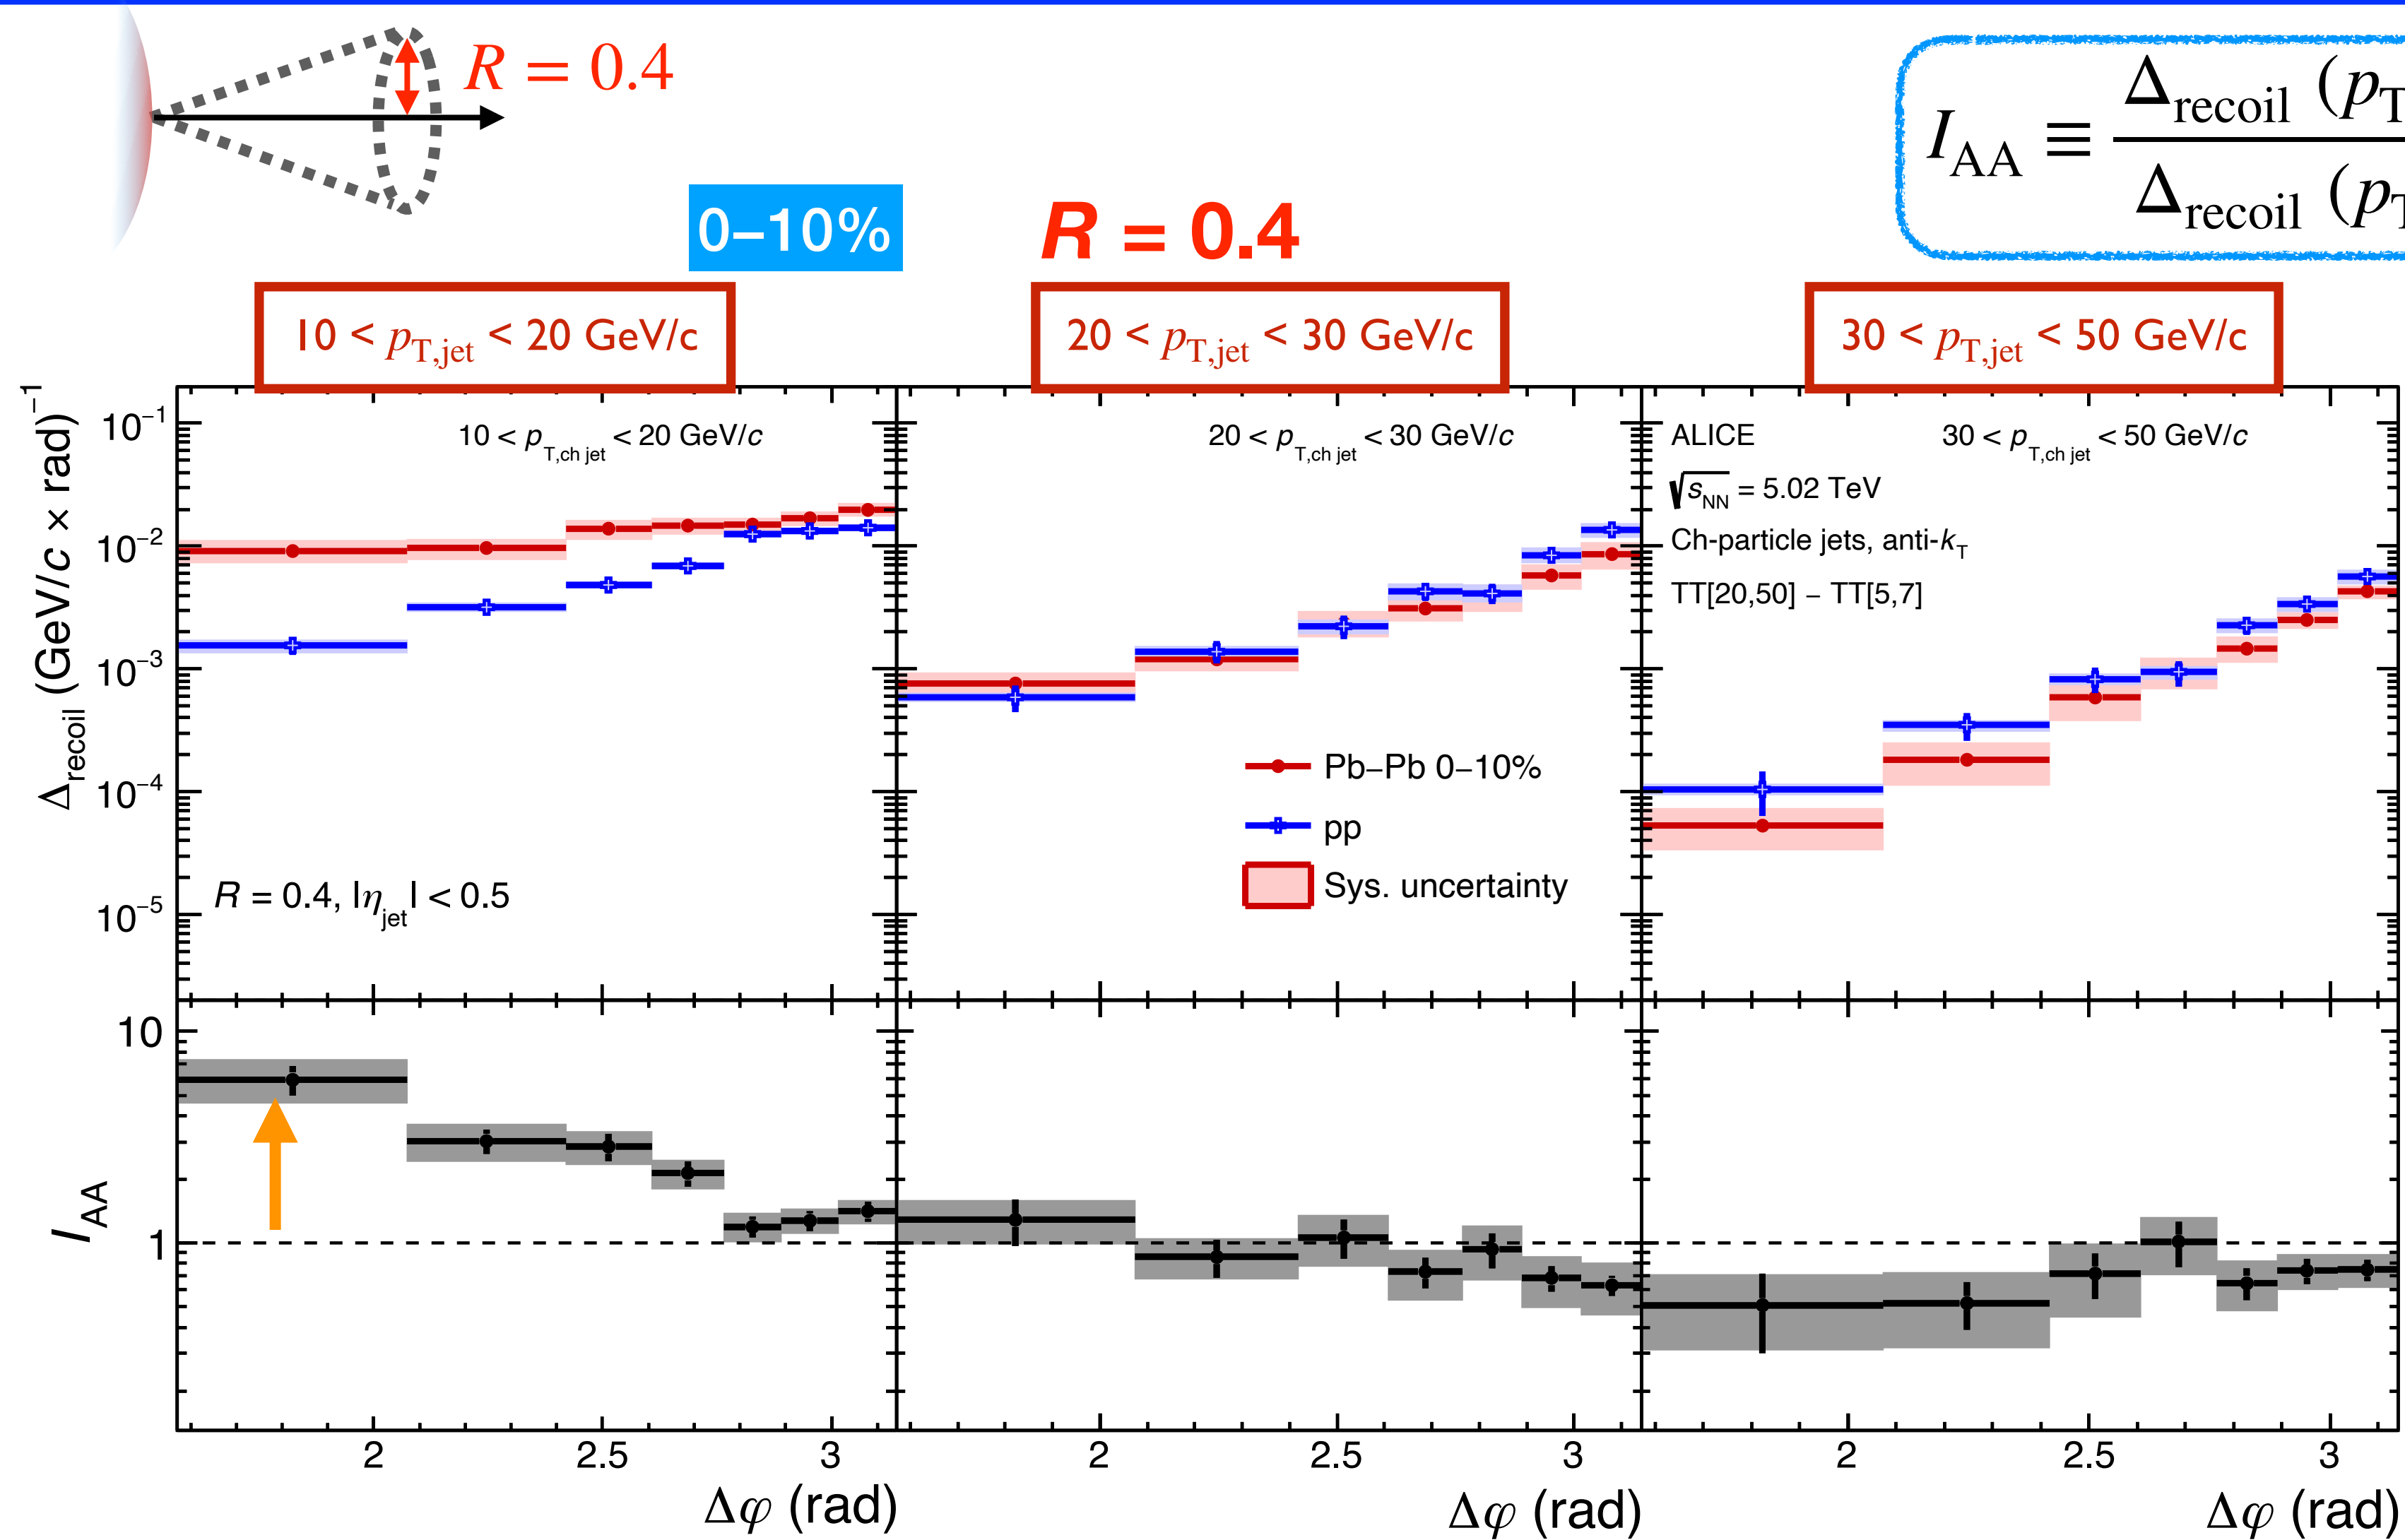 R = 0.4
I_AA ≡ Δ_recoil (p_T
Δ_recoil (p_T
0–10%
R = 0.4
10 < p_T,jet < 20 GeV/c
20 < p_T,jet < 30 GeV/c
30 < p_T,jet < 50 GeV/c
Δ_recoil (GeV/c × rad)⁻¹
10⁻¹
10⁻²
10⁻³
10⁻⁴
10⁻⁵
10 < p_T,ch jet < 20 GeV/c
R = 0.4, |η_jet| < 0.5
20 < p_T,ch jet < 30 GeV/c
Pb–Pb 0–10%
pp
Sys. uncertainty
ALICE
30 < p_T,ch jet < 50 GeV/c
√s_NN = 5.02 TeV
Ch-particle jets, anti-k_T
TT[20,50] – TT[5,7]
I_AA
10
1
2 2.5 3
2 2.5 3
2 2.5 3
Δφ (rad)
Δφ (rad)
Δφ (rad)